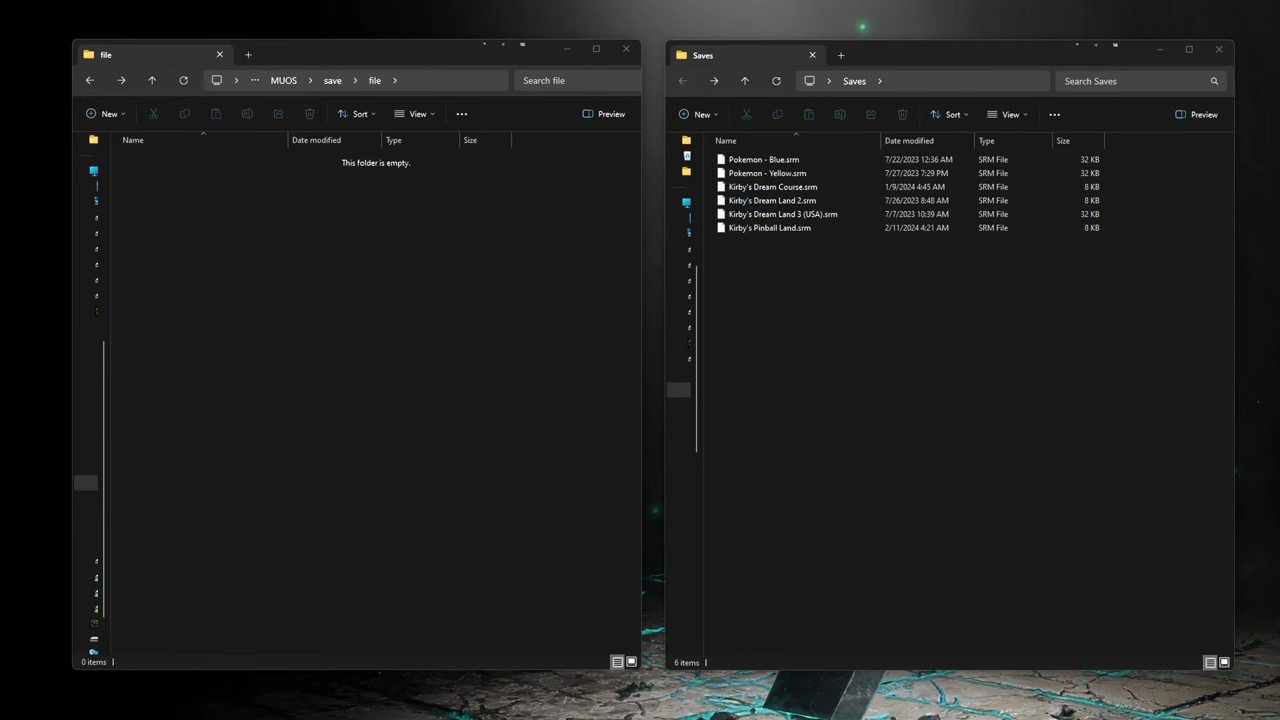 file
MUOS > save > file >
Search file
New
Sort
View
Preview
Name
Date modified
Type
Size
This folder is empty.
0 items
Saves
Saves >
Search Saves
New
Sort
View
Preview
Name
Date modified
Type
Size
Pokemon - Blue.srm 7/22/2023 12:36 AM SRM File 32 KB
Pokemon - Yellow.srm 7/27/2023 7:29 PM SRM File 32 KB
Kirby's Dream Course.srm 1/9/2024 4:45 AM SRM File 8 KB
Kirby's Dream Land 2.srm 7/26/2023 8:48 AM SRM File 8 KB
Kirby's Dream Land 3 (USA).srm 7/7/2023 10:39 AM SRM File 32 KB
Kirby's Pinball Land.srm 2/11/2024 4:21 AM SRM File 8 KB
6 items